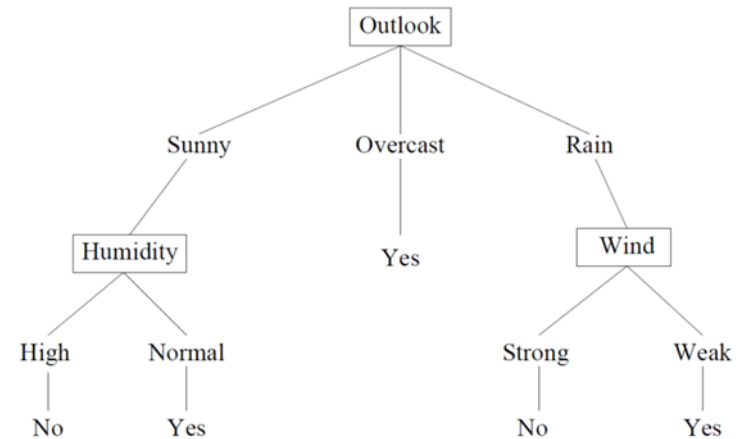 Outlook
Sunny Overcast Rain
Humidity Yes Wind
High Normal Strong Weak
No Yes No Yes